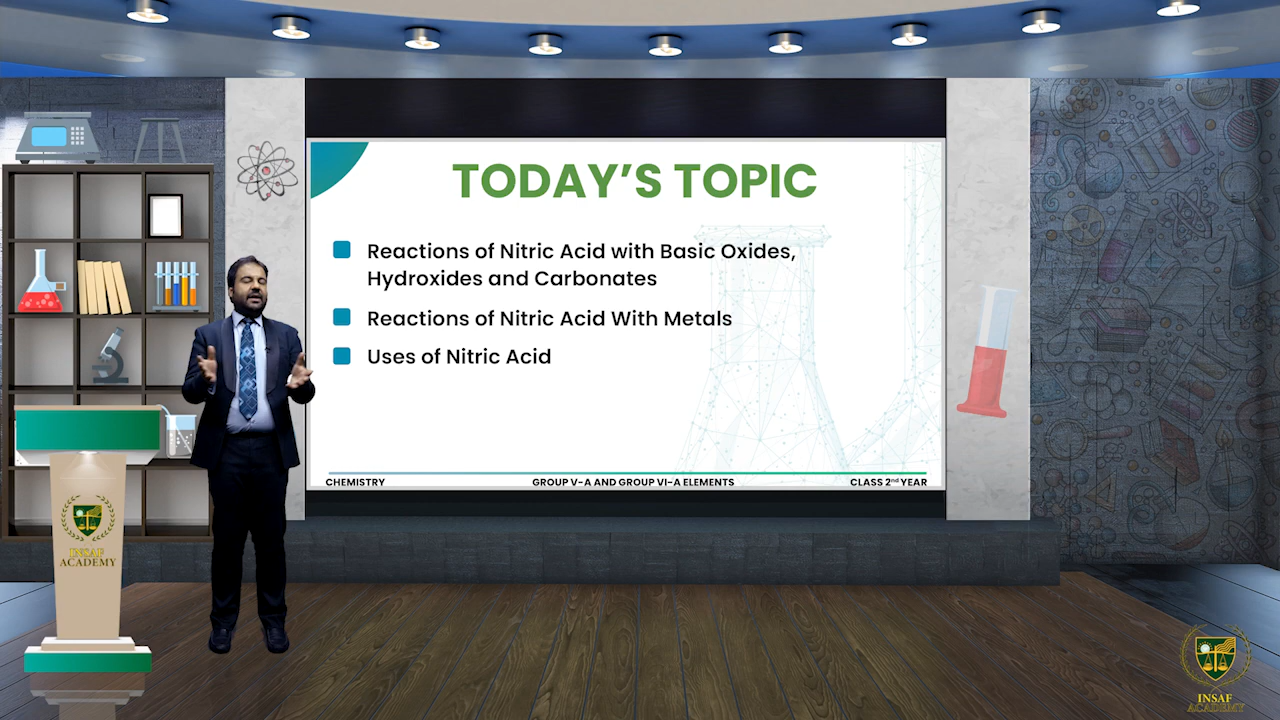 TODAY'S TOPIC
Reactions of Nitric Acid with Basic Oxides,
Hydroxides and Carbonates
Reactions of Nitric Acid With Metals
Uses of Nitric Acid
CHEMISTRY
GROUP V-A AND GROUP VI-A ELEMENTS
CLASS 2nd YEAR
INSAF
ACADEMY
INSAF
ACADEMY